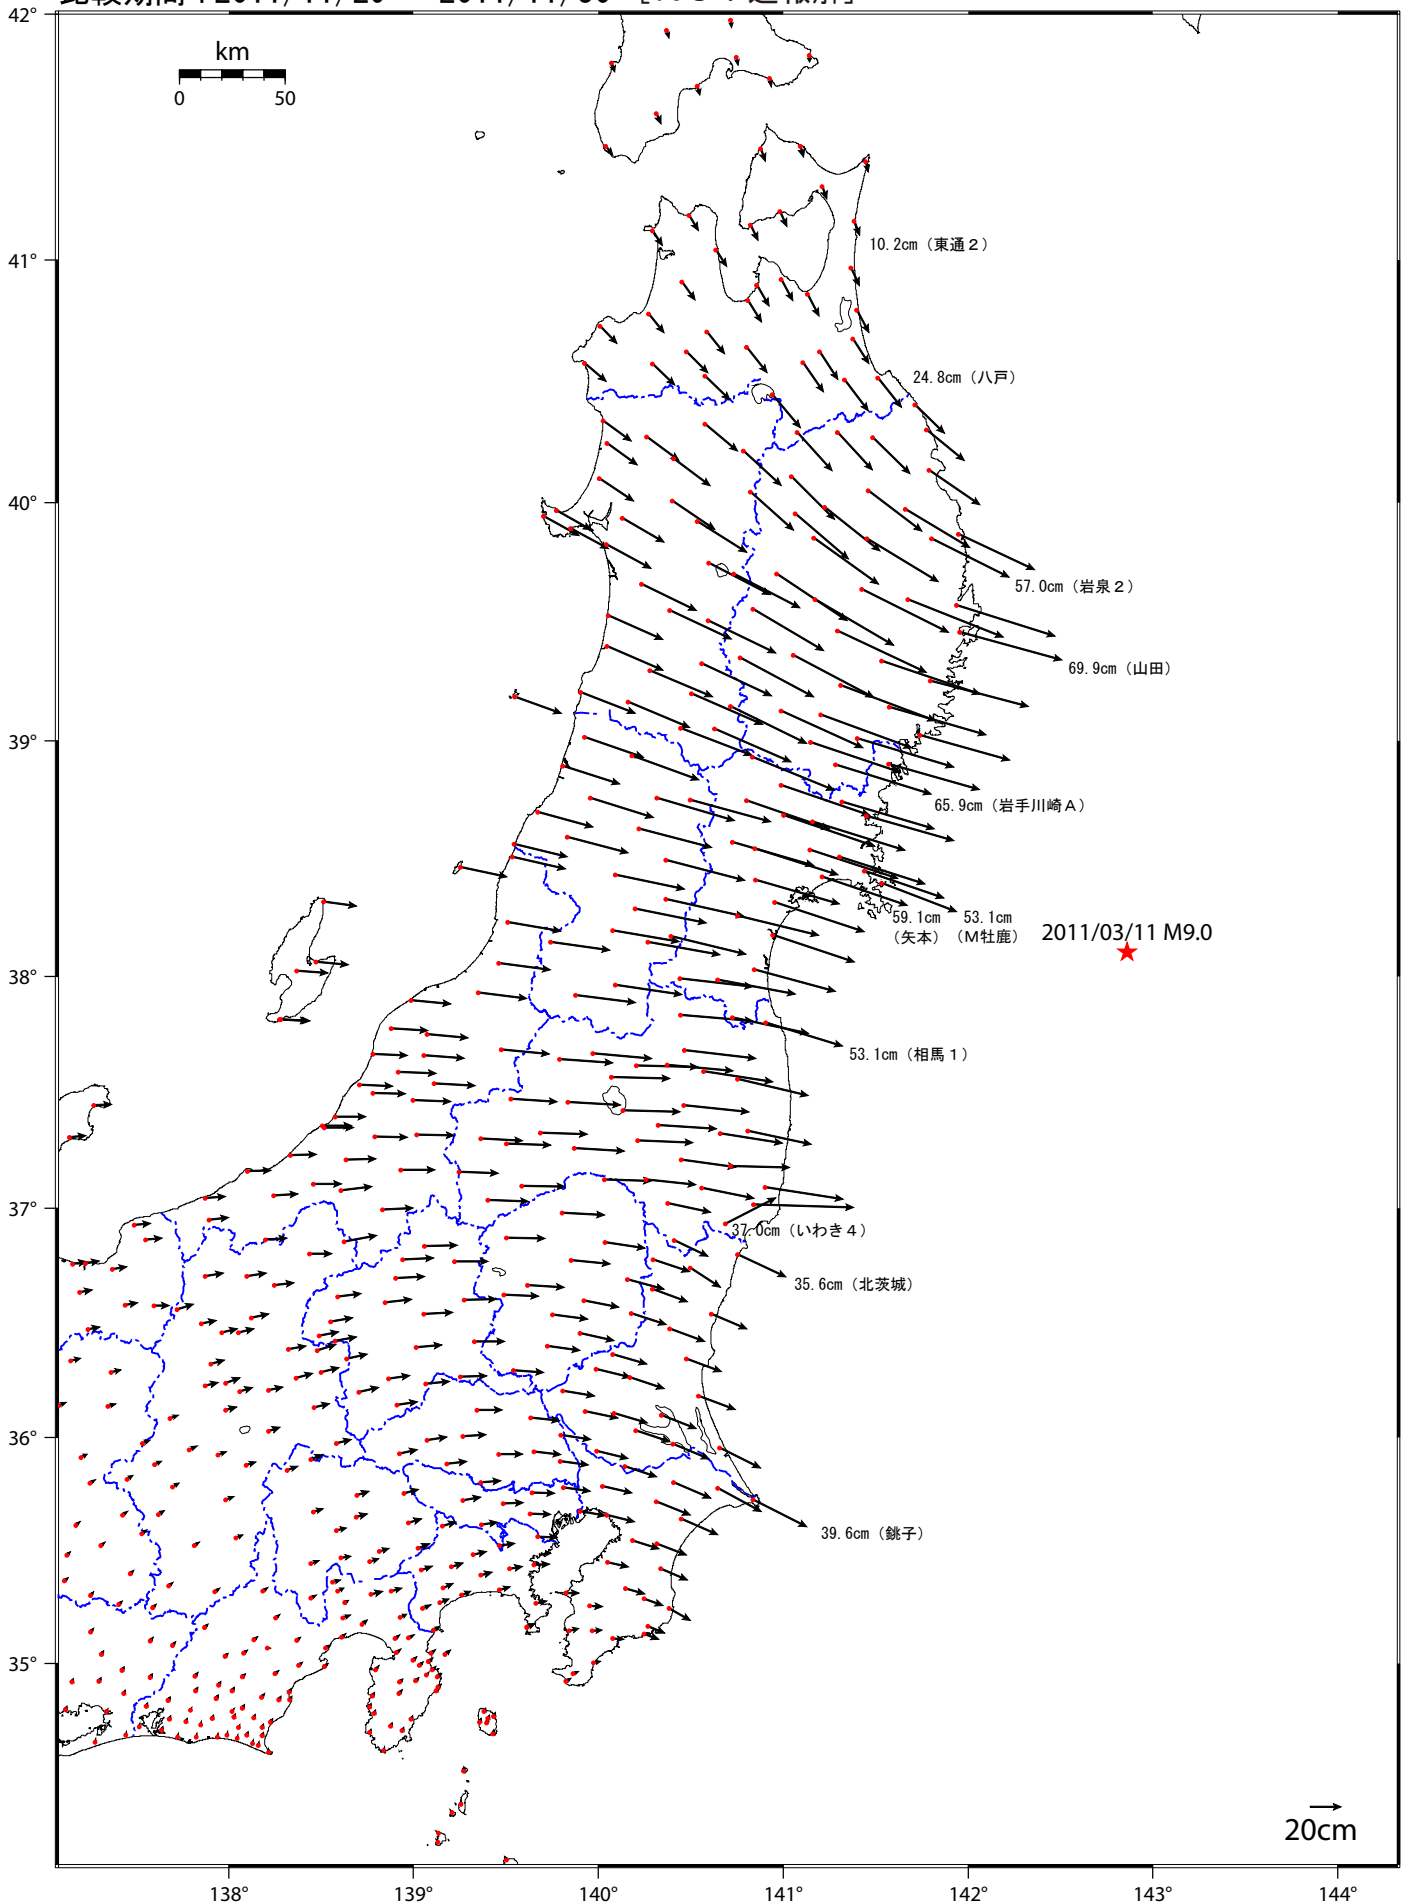 km
0 50
42°
41°
10.2cm（東通２）
24.8cm（八戸）
40°
57.0cm（岩泉２）
69.9cm（山田）
39°
65.9cm（岩手川崎Ａ）
59.1cm 53.1cm
（矢本）（Ｍ牡鹿）
2011/03/11 M9.0
38°
53.1cm（相馬１）
37°
37.0cm（いわき４）
35.6cm（北茨城）
36°
39.6cm（銚子）
35°
20cm
138° 139° 140° 141° 142° 143° 144°